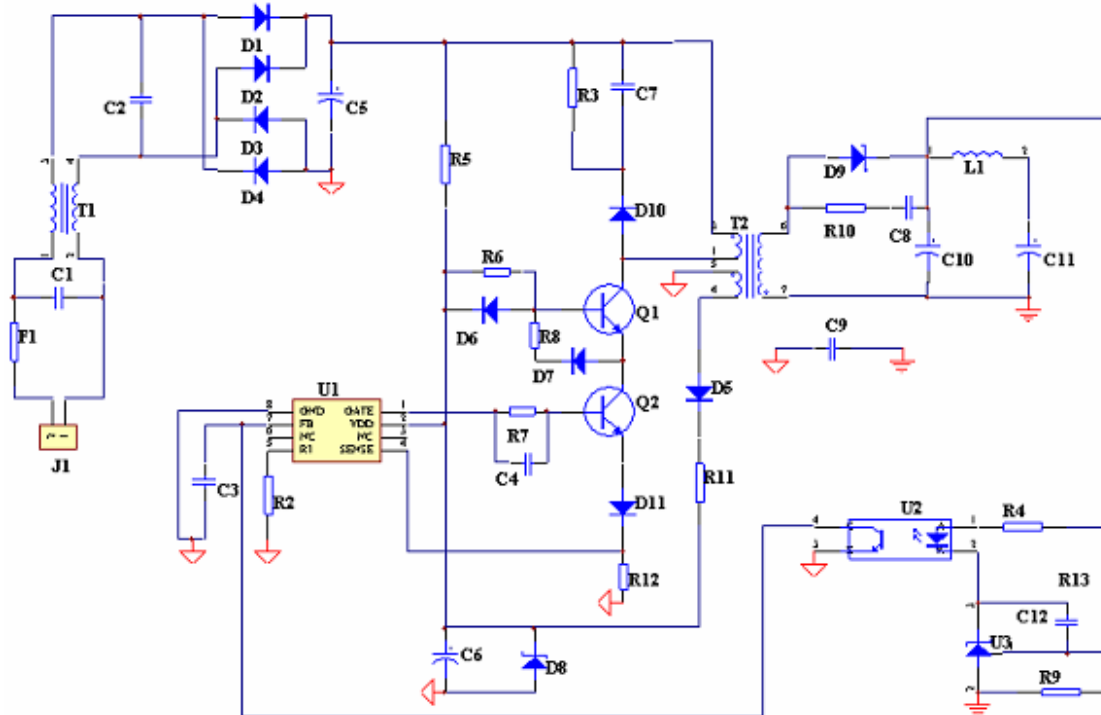 D1
D2
D3
D4
C2
C5
T1
C1
F1
J1
R5
R3
C7
D10
R6
D6
R8
D7
Q1
Q2
T2
D9
R10
C8
L1
C10
C11
C9
D5
R11
U1
GND
FB
NC
RI
GATE
VDD
NC
SENSE
R7
C4
C3
R2
D11
R12
C6
D8
U2
R4
R13
C12
U3
R9